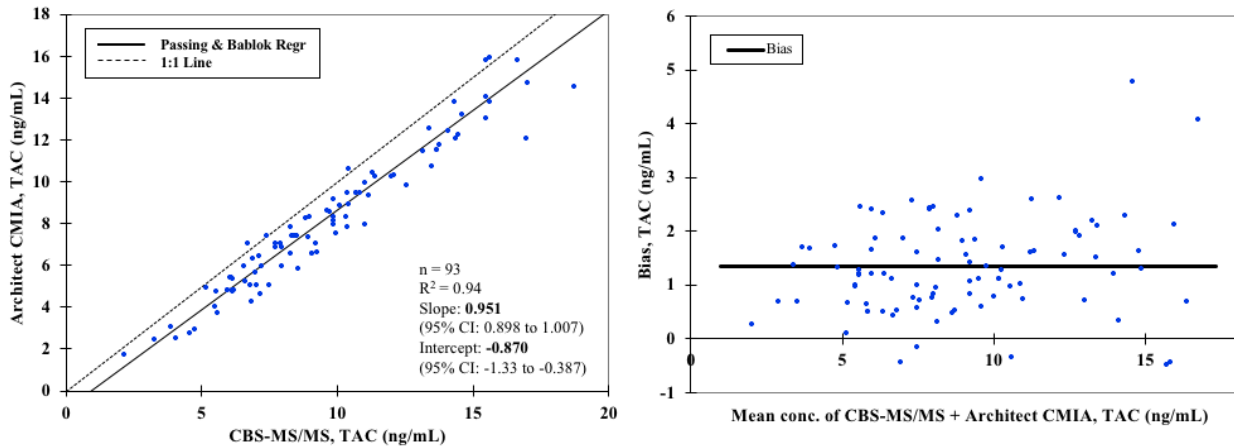 Architect CMIA, TAC (ng/mL)
18
16
14
12
10
8
6
4
2
0
Passing & Bablok Regr
1:1 Line
n = 93
R² = 0.94
Slope: 0.951
(95% CI: 0.898 to 1.007)
Intercept: -0.870
(95% CI: -1.33 to -0.387)
0 5 10 15 20
CBS-MS/MS, TAC (ng/mL)
Bias, TAC (ng/mL)
6
5
4
3
2
1
0
-1
Bias
0 5 10 15
Mean conc. of CBS-MS/MS + Architect CMIA, TAC (ng/mL)